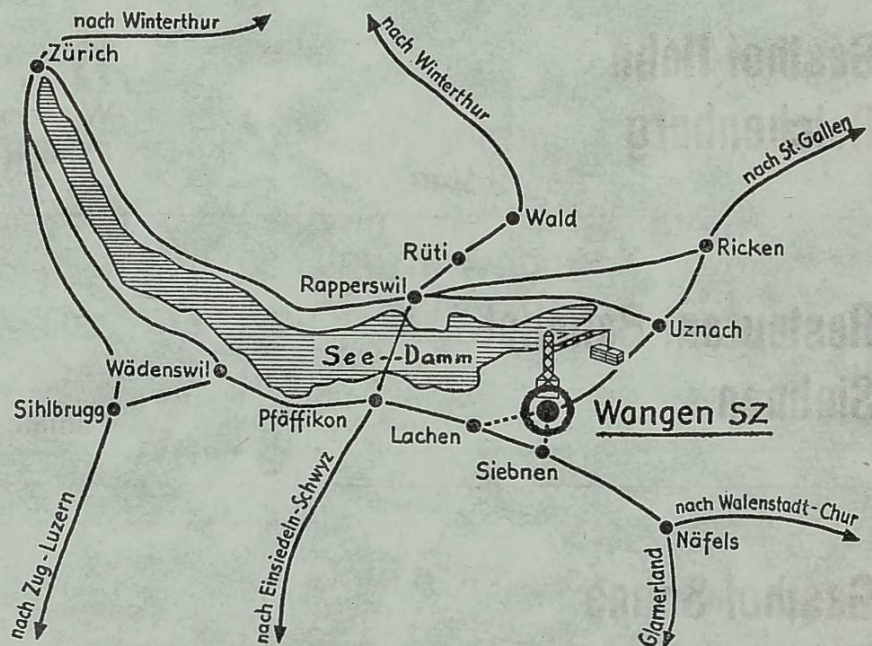 nach Winterthur
Zürich
nach Winterthur
nach St.Gallen
Wald
Rüti
Ricken
Rapperswil
Uznach
See--Damm
Wädenswil
Sihlbrugg
Pfäffikon
Lachen
Wangen SZ
Siebnen
nach Walenstadt-Chur
Näfels
nach Zug-Luzern
nach Einsiedeln-Schwyz
Glarnerland